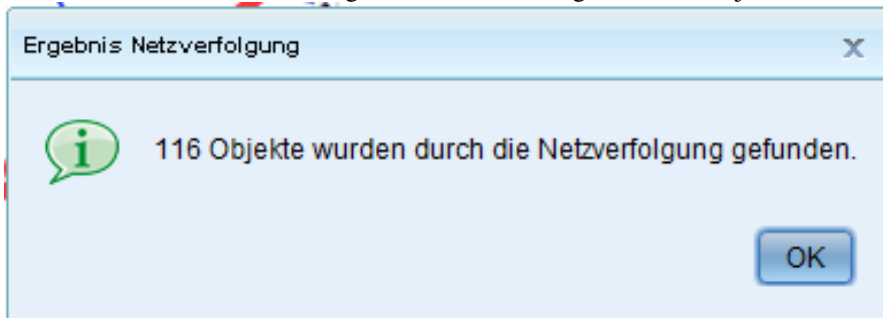 Ergebnis Netzverfolgung
116 Objekte wurden durch die Netzverfolgung gefunden.
OK